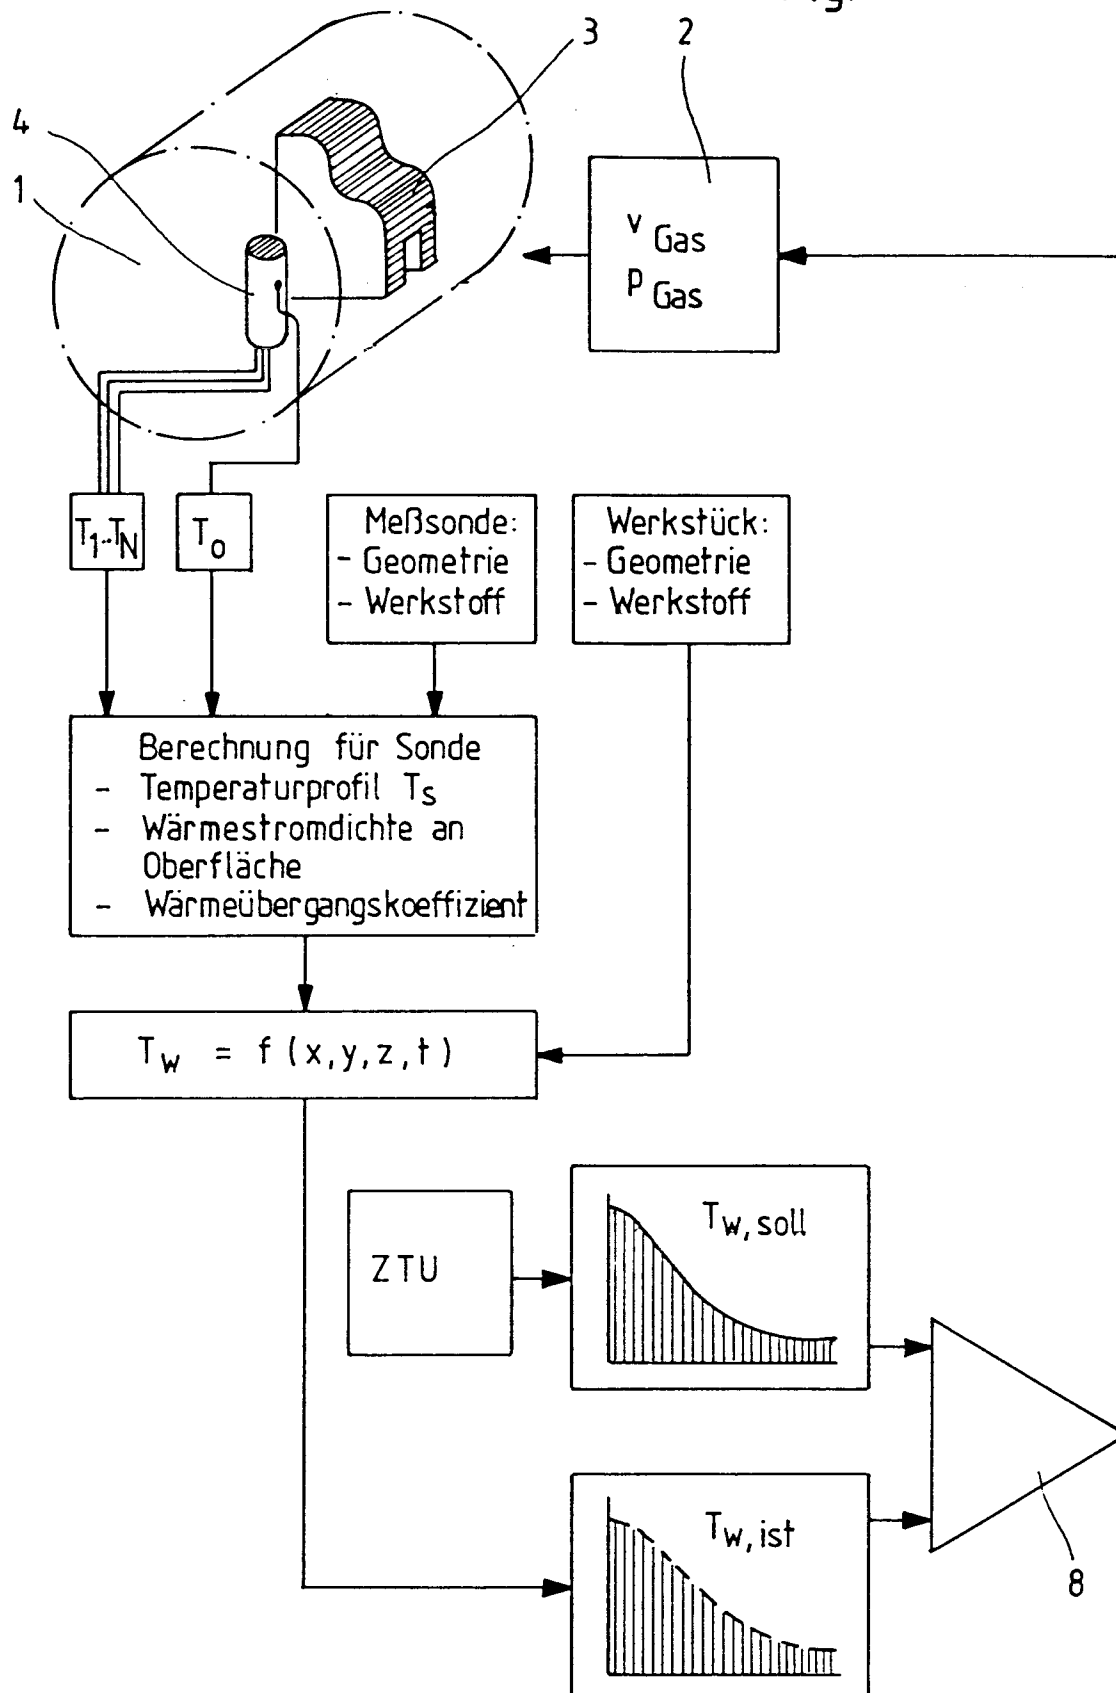 3
2
4
1
v Gas
p Gas
T1..TN
To
Meßsonde:
- Geometrie
- Werkstoff
Werkstück:
- Geometrie
- Werkstoff
Berechnung für Sonde
- Temperaturprofil Ts
- Wärmestromdichte an
Oberfläche
- Wärmeübergangskoeffizient
Tw = f (x,y,z,t)
ZTU
Tw, soll
Tw, ist
8